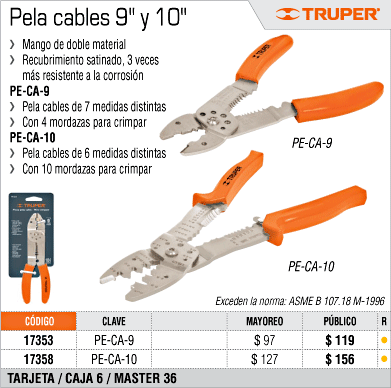 Pela cables 9" y 10"
TRUPER®
Mango de doble material
Recubrimiento satinado, 3 veces
más resistente a la corrosión
PE-CA-9
Pela cables de 7 medidas distintas
Con 4 mordazas para crimpar
PE-CA-10
Pela cables de 6 medidas distintas
Con 10 mordazas para crimpar
PE-CA-9
TRUPER
PE-CA-10
Exceden la norma: ASME B 107.18 M-1996
CÓDIGO CLAVE MAYOREO PÚBLICO R
17353 PE-CA-9 $ 97 $ 119
17358 PE-CA-10 $ 127 $ 156
TARJETA / CAJA 6 / MASTER 36